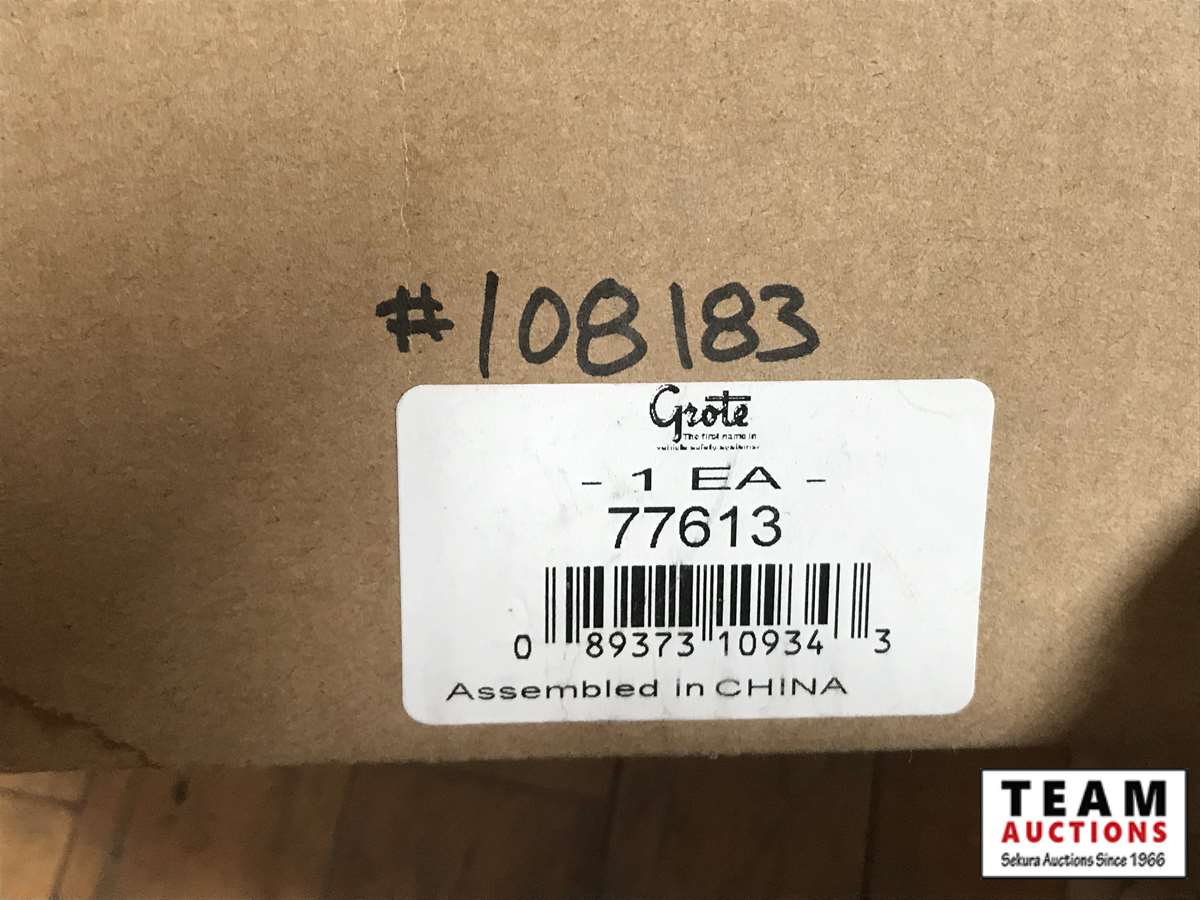 #108183
Grote
The first name in
vehicle safety systems.
- 1 EA -
77613
0 89373 10934 3
Assembled in CHINA
TEAM
AUCTIONS
Sekura Auctions Since 1966